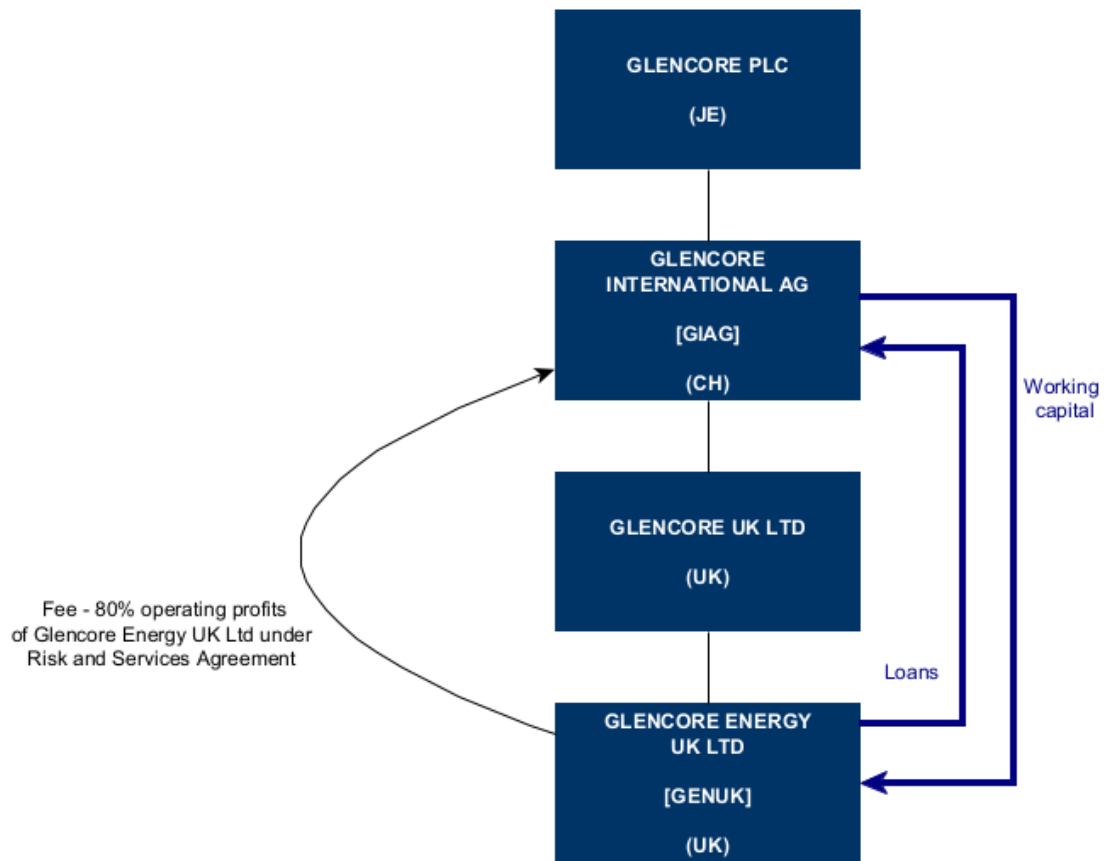 GLENCORE PLC
(JE)
GLENCORE
INTERNATIONAL AG
[GIAG]
(CH)
Working
capital
GLENCORE UK LTD
(UK)
Fee - 80% operating profits
of Glencore Energy UK Ltd under
Risk and Services Agreement
Loans
GLENCORE ENERGY
UK LTD
[GENUK]
(UK)